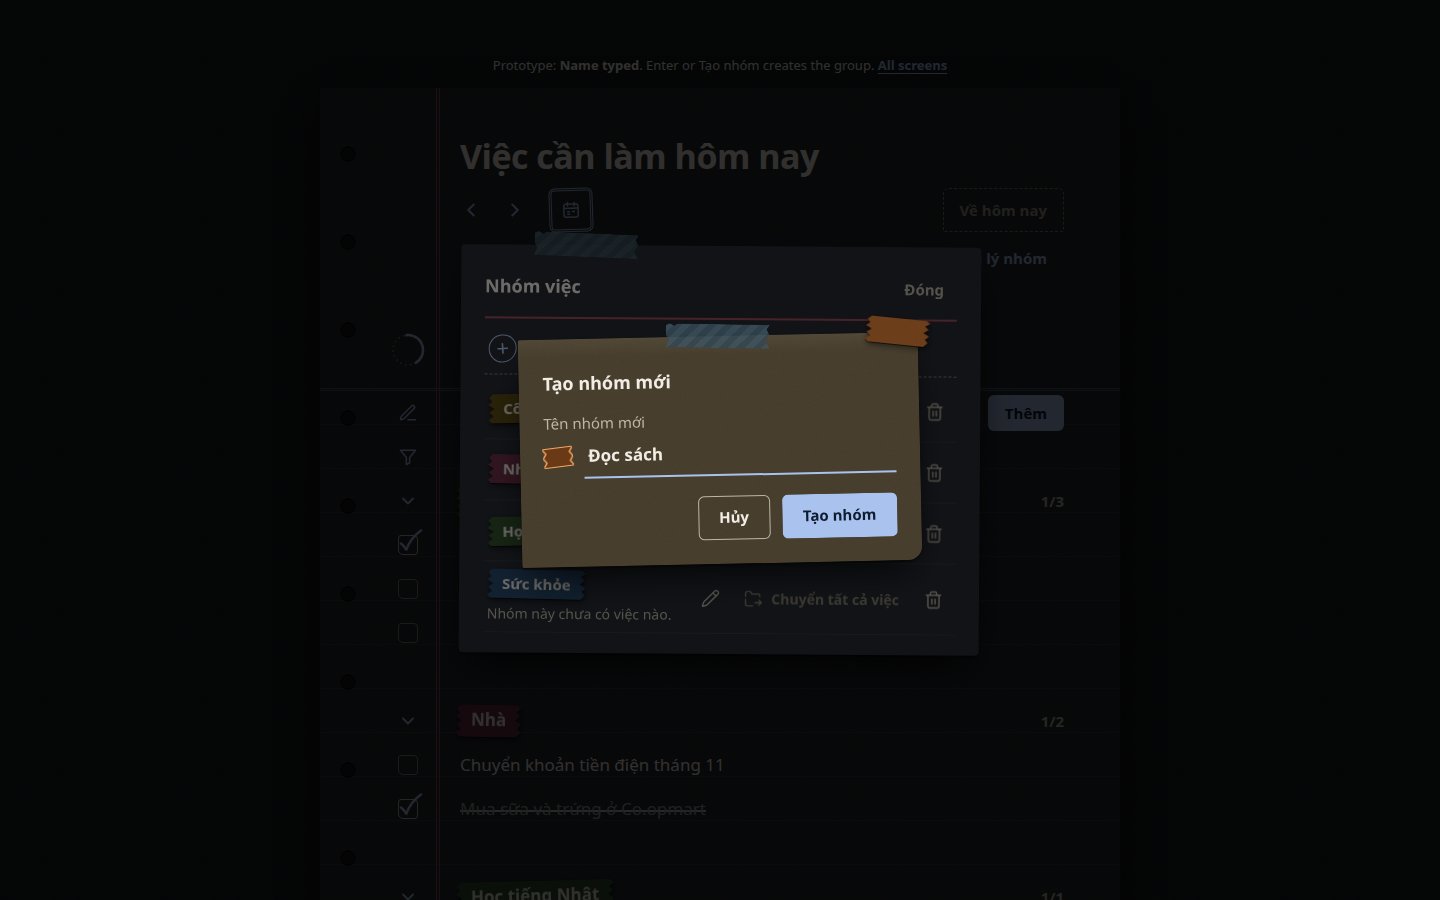 Prototype: Name typed. Enter or Tạo nhóm creates the group. All screens
Việc cần làm hôm nay
Về hôm nay
lý nhóm
Nhóm việc
Đóng
Tạo nhóm mới
Tên nhóm mới
Đọc sách
Hủy
Tạo nhóm
Thêm
1/3
Sức khỏe
Chuyển tất cả việc
Nhóm này chưa có việc nào.
Nhà
1/2
Chuyển khoản tiền điện tháng 11
Mua sữa và trứng ở Co.opmart
Học tiếng Nhật
1/1